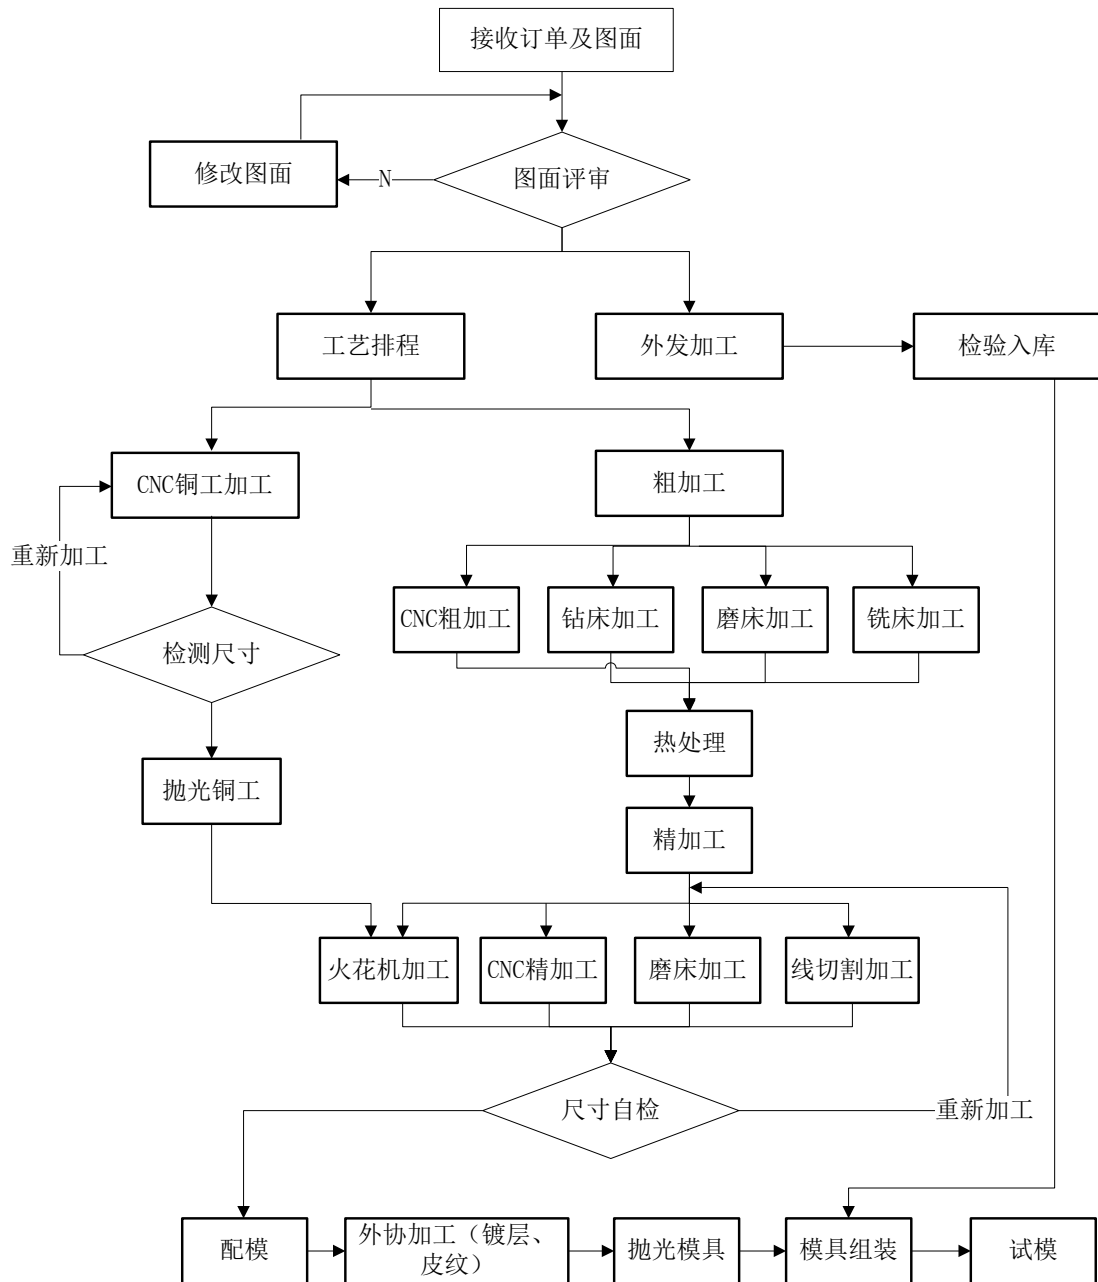 接收订单及图面
修改图面
N
图面评审
工艺排程
外发加工
检验入库
CNC铜工加工
粗加工
重新加工
CNC粗加工
钻床加工
磨床加工
铣床加工
检测尺寸
热处理
抛光铜工
精加工
火花机加工
CNC精加工
磨床加工
线切割加工
尺寸自检
重新加工
配模
外协加工（镀层、
皮纹）
抛光模具
模具组装
试模